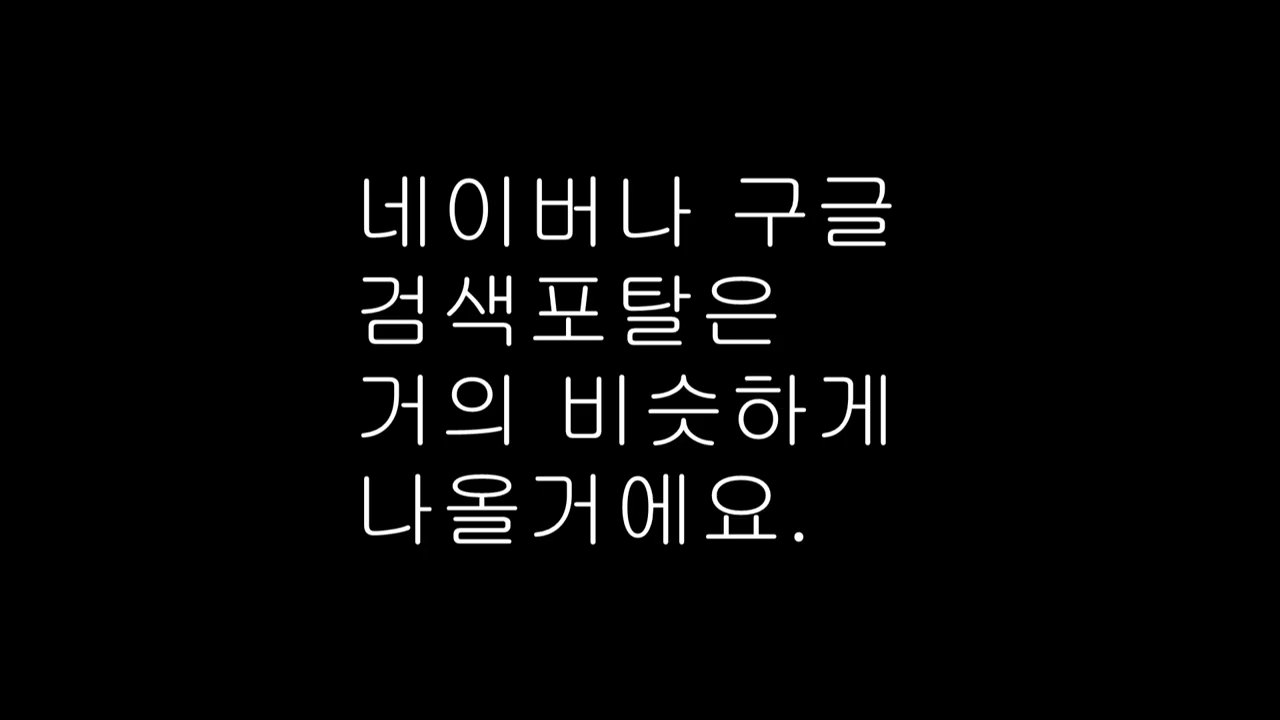 네이버나 구글
검색포탈은
거의 비슷하게
나올거에요.